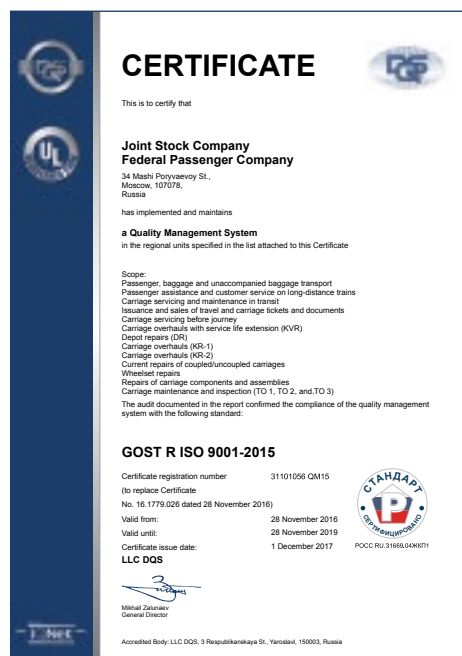 DQS
CERTIFICATE
DQS
This is to certify that
UL
Joint Stock Company
Federal Passenger Company
34 Mashi Poryvaevoy St.,
Moscow, 107078,
Russia
has implemented and maintains
a Quality Management System
in the regional units specified in the list attached to this Certificate
Scope:
Passenger, baggage and unaccompanied baggage transport
Passenger assistance and customer service on long-distance trains
Carriage servicing and maintenance in transit
Issuance and sales of travel and carriage tickets and documents
Carriage servicing before journey
Carriage overhauls with service life extension (KVR)
Depot repairs (DR)
Carriage overhauls (KR-1)
Carriage overhauls (KR-2)
Current repairs of coupled/uncoupled carriages
Wheelset repairs
Repairs of carriage components and assemblies
Carriage maintenance and inspection (TO 1, TO 2, and.TO 3)
The audit documented in the report confirmed the compliance of the quality management
system with the following standard:
GOST R ISO 9001-2015
Certificate registration number 31101056 QM15
(to replace Certificate
No. 16.1779.026 dated 28 November 2016)
Valid from: 28 November 2016
Valid until: 28 November 2019
Certificate issue date: 1 December 2017
СТАНДАРТ
Р
СЕРТИФИЦИРОВАНО
РОСС RU.31669.04ЖКП1
LLC DQS
Mikhail Zalunaev
General Director
Net
Accredited Body: LLC DQS, 3 Respublikanskaya St., Yaroslavl, 150003, Russia